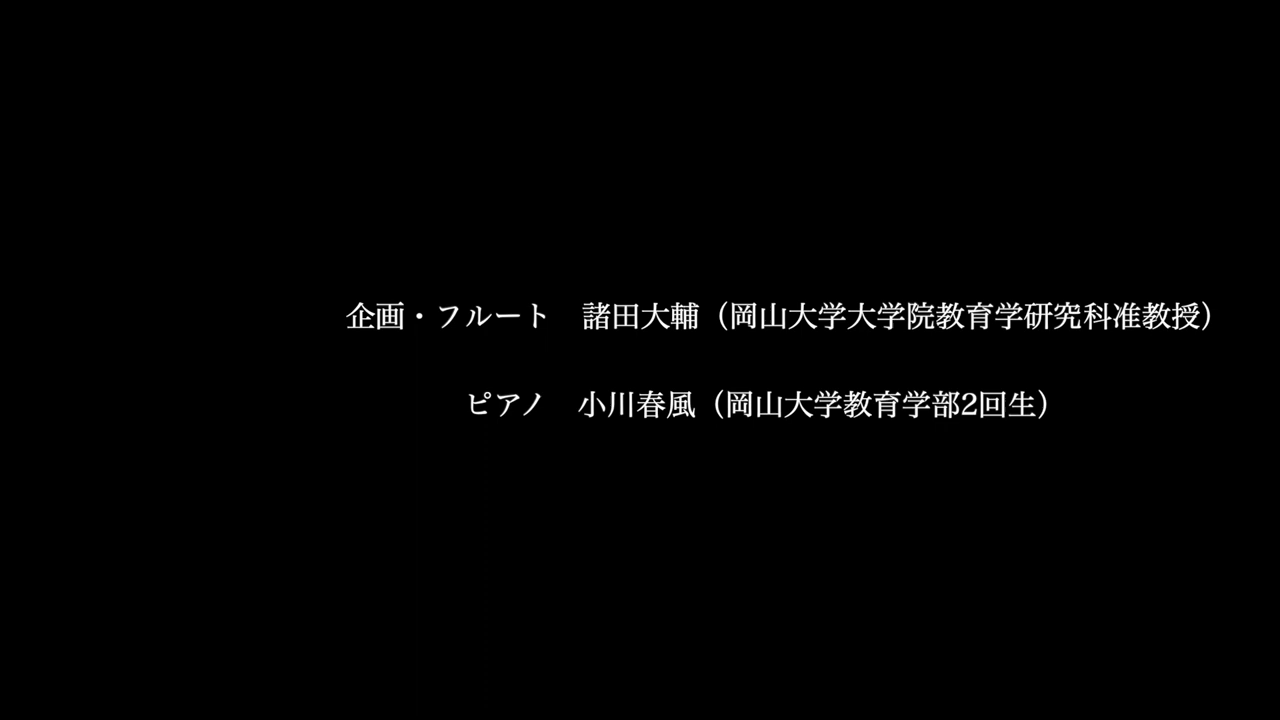 企画・フルート　諸田大輔（岡山大学大学院教育学研究科准教授）
ピアノ　小川春風（岡山大学教育学部2回生）